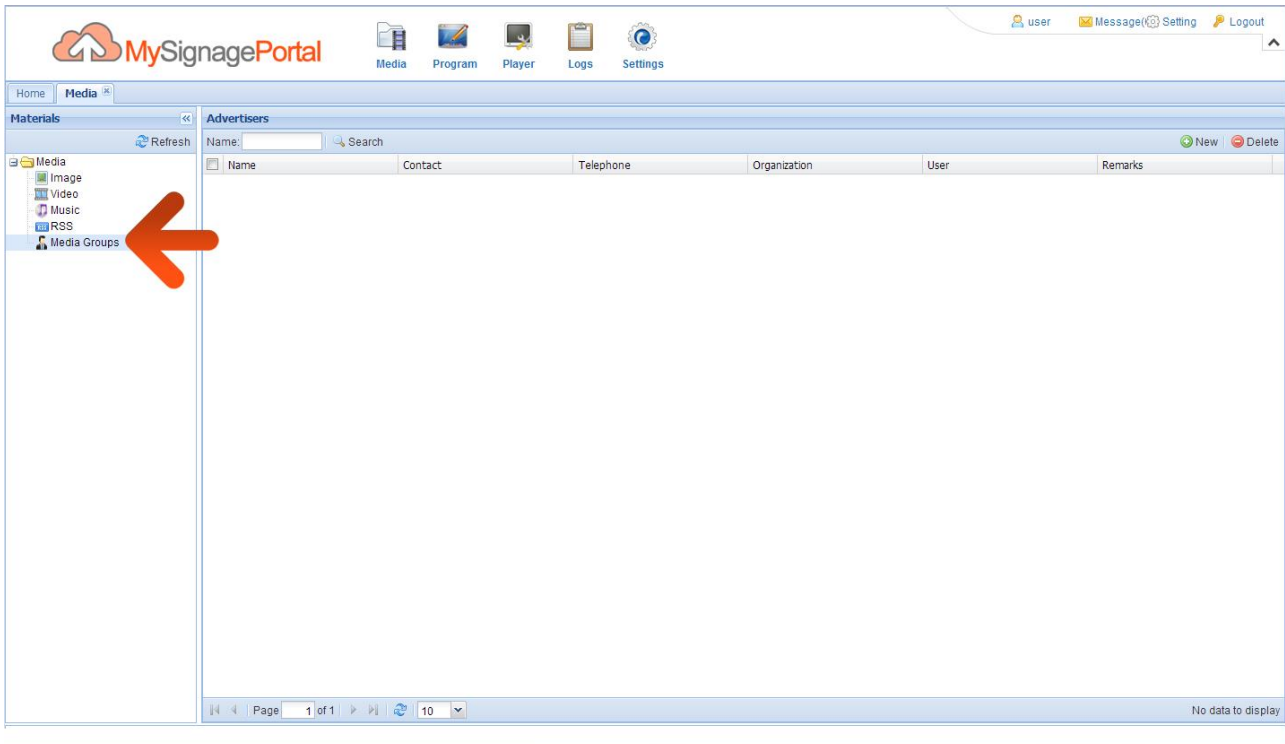 MySignagePortal
Media Program Player Logs Settings
user Message( Setting Logout
Home Media
Materials
Refresh
Media
Image
Video
Music
RSS
Media Groups
Advertisers
Name: Search New Delete
Name Contact Telephone Organization User Remarks
Page 1 of 1 10 No data to display